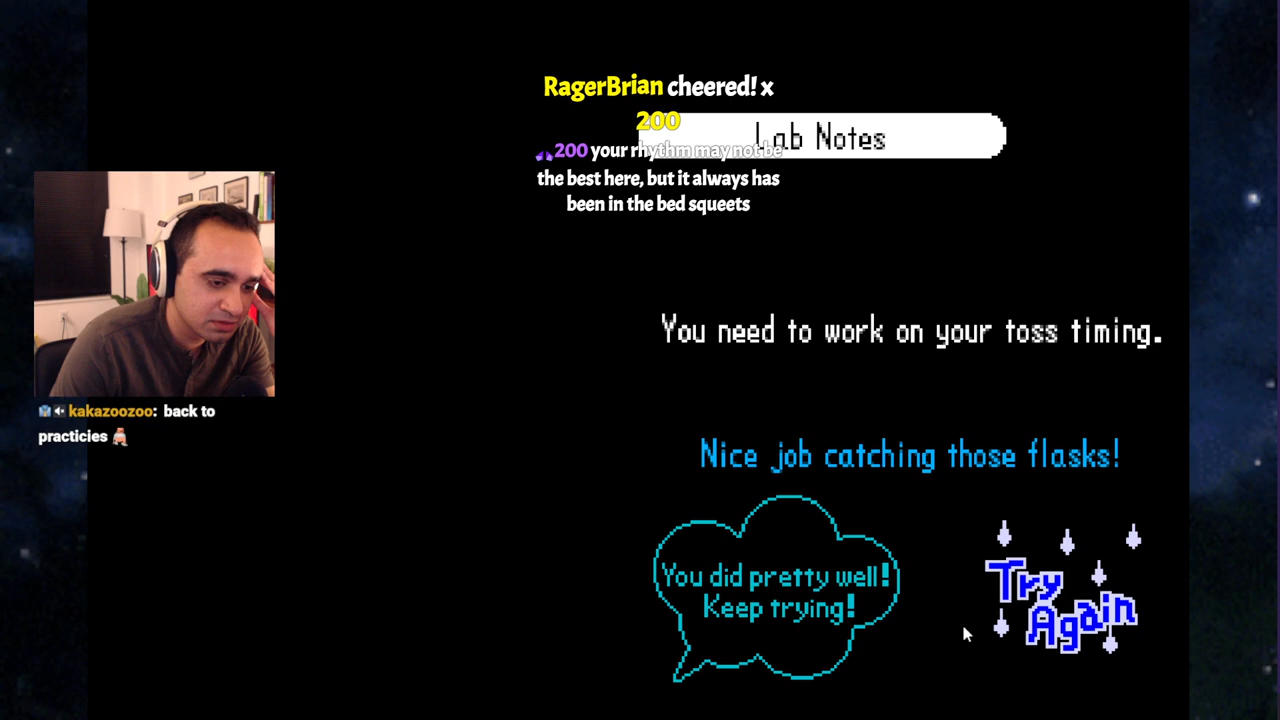 RagerBrian cheered! x
200
Lab Notes
200 your rhythm may not be
the best here, but it always has
been in the bed squeets
You need to work on your toss timing.
kakazoozoo: back to
practicies
Nice job catching those flasks!
You did pretty well!
Keep trying!
Try
Again